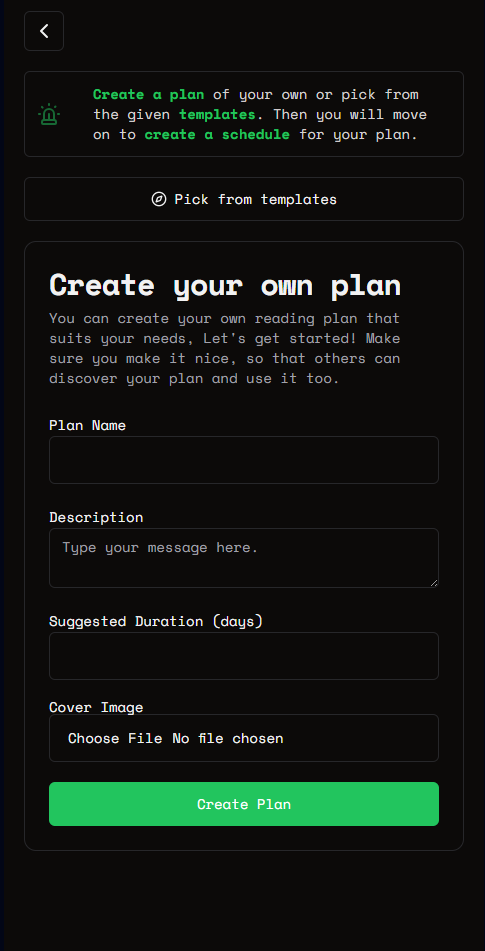 Create a plan of your own or pick from
the given templates. Then you will move
on to create a schedule for your plan.
Pick from templates
Create your own plan
You can create your own reading plan that
suits your needs, Let's get started! Make
sure you make it nice, so that others can
discover your plan and use it too.
Plan Name
Description
Type your message here.
Suggested Duration (days)
Cover Image
Choose File No file chosen
Create Plan